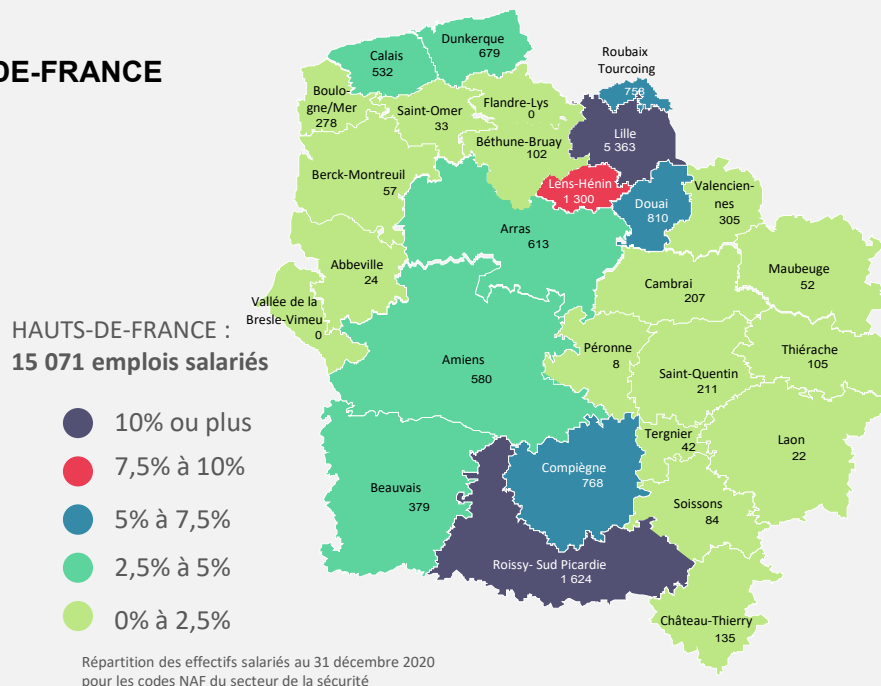 DE-FRANCE
Dunkerque
679
Calais
532
Roubaix
Tourcoing
758
Boulo-
gne/Mer
278
Saint-Omer
33
Flandre-Lys
0
Lille
5 363
Béthune-Bruay
102
Berck-Montreuil
57
Lens-Hénin
1 300
Douai
810
Valencien-
nes
305
Arras
613
Abbeville
24
Cambrai
207
Maubeuge
52
Vallée de la
Bresle-Vimeu
0
HAUTS-DE-FRANCE :
15 071 emplois salariés
Amiens
580
Péronne
8
Saint-Quentin
211
Thiérache
105
10% ou plus
7,5% à 10%
5% à 7,5%
2,5% à 5%
0% à 2,5%
Tergnier
42
Laon
22
Compiègne
768
Beauvais
379
Soissons
84
Roissy- Sud Picardie
1 624
Château-Thierry
135
Répartition des effectifs salariés au 31 décembre 2020
pour les codes NAF du secteur de la sécurité